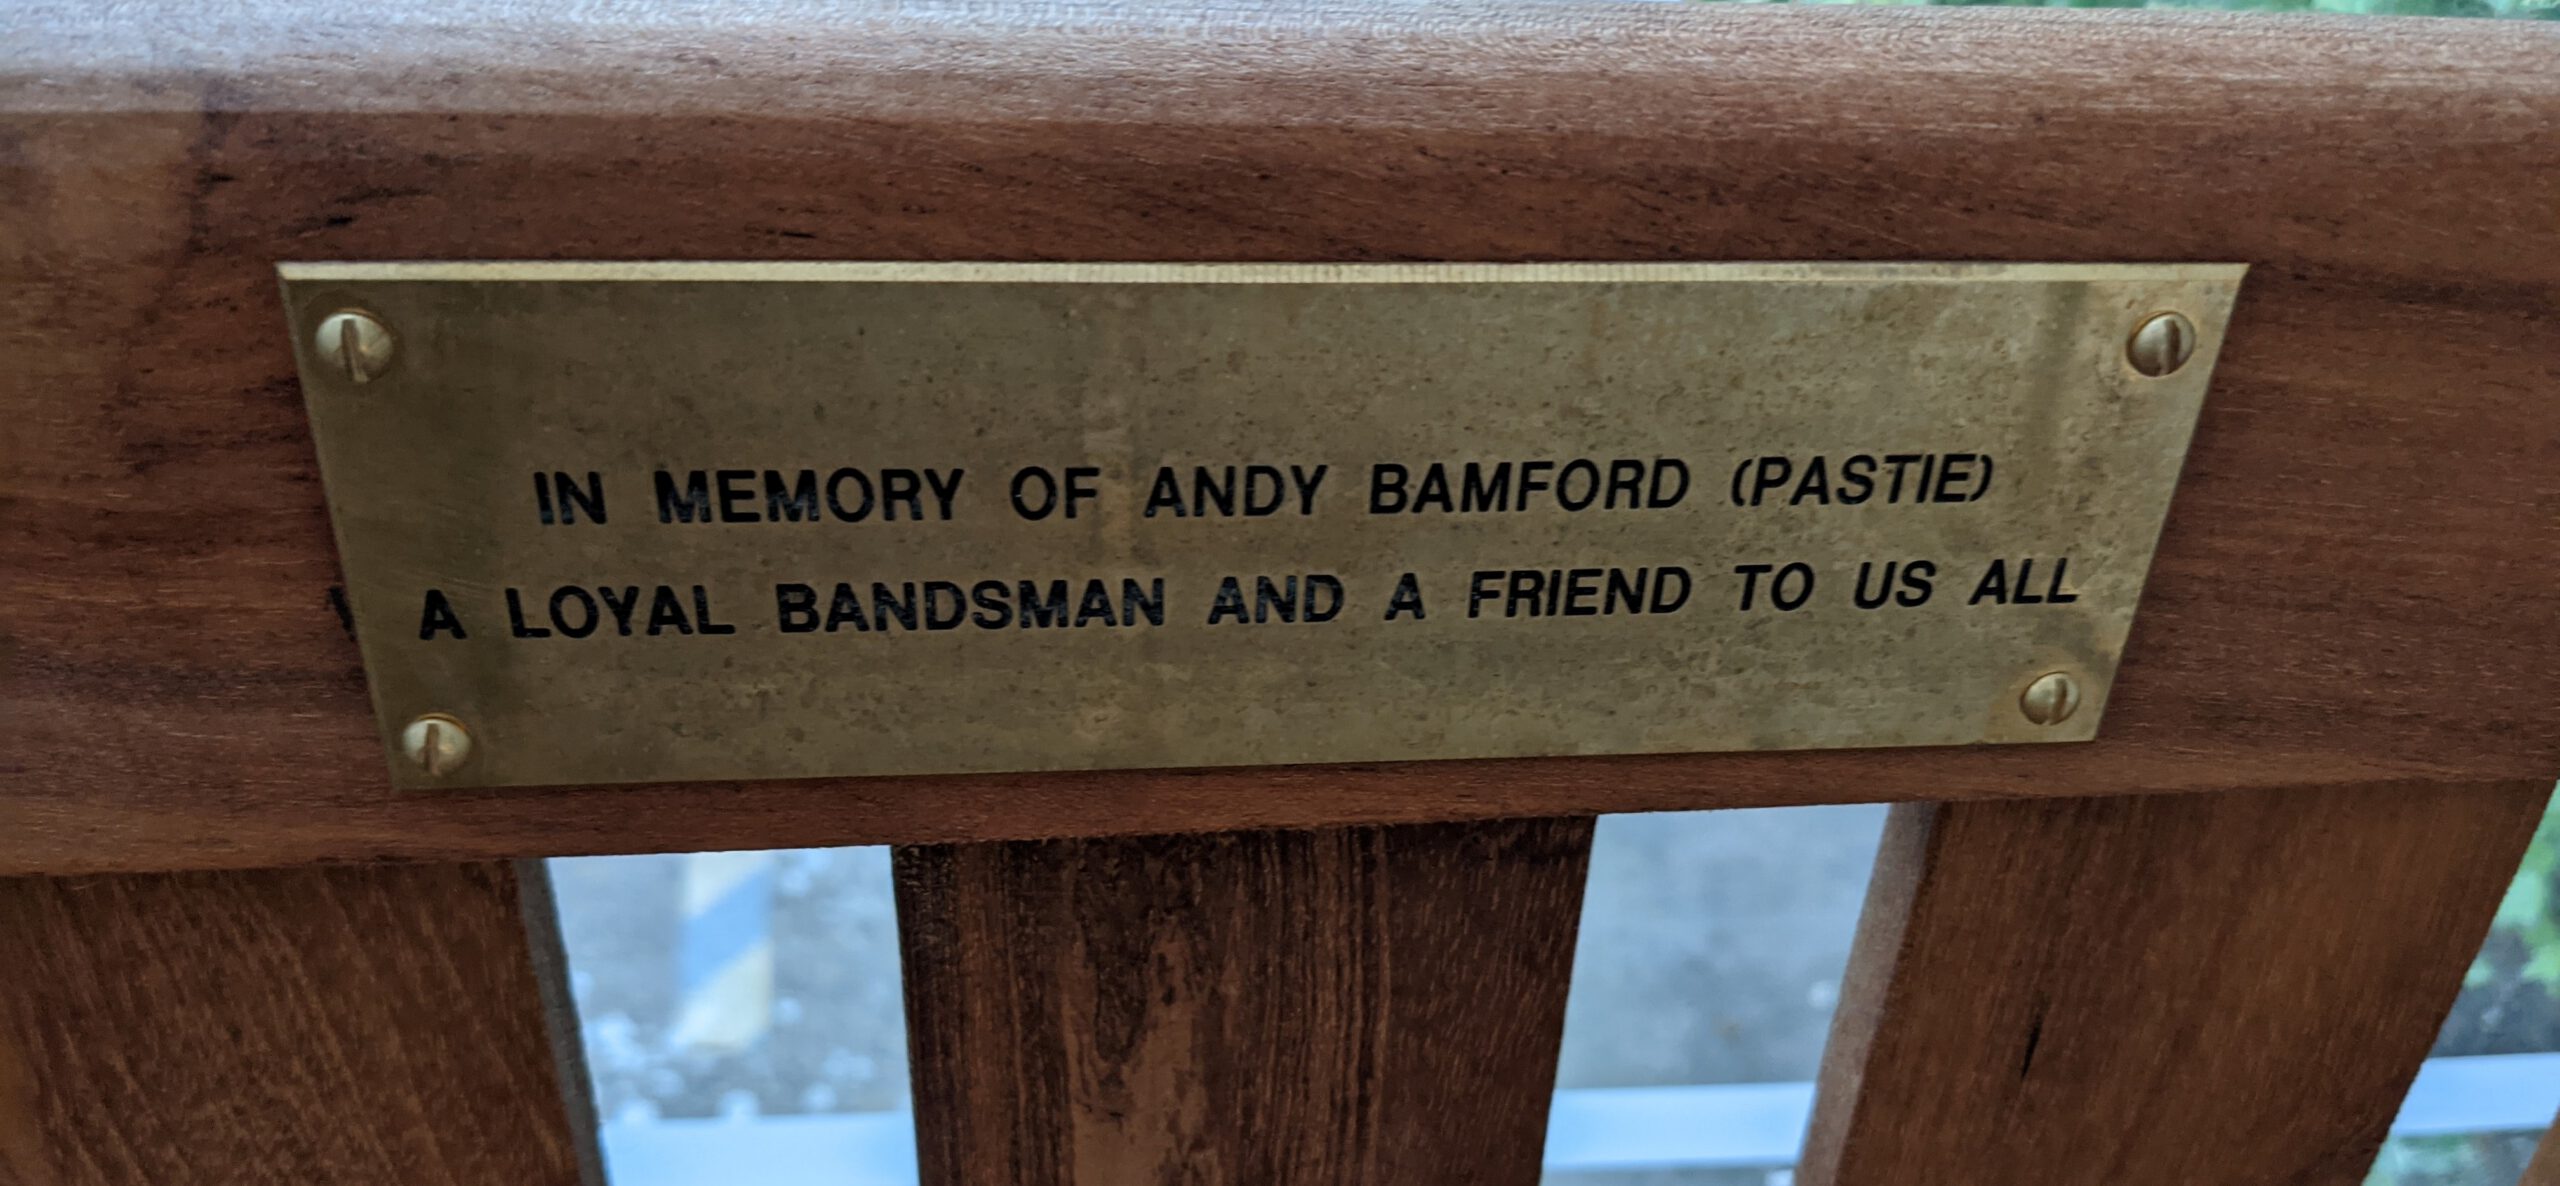 IN MEMORY OF ANDY BAMFORD (PASTIE)
A LOYAL BANDSMAN AND A FRIEND TO US ALL